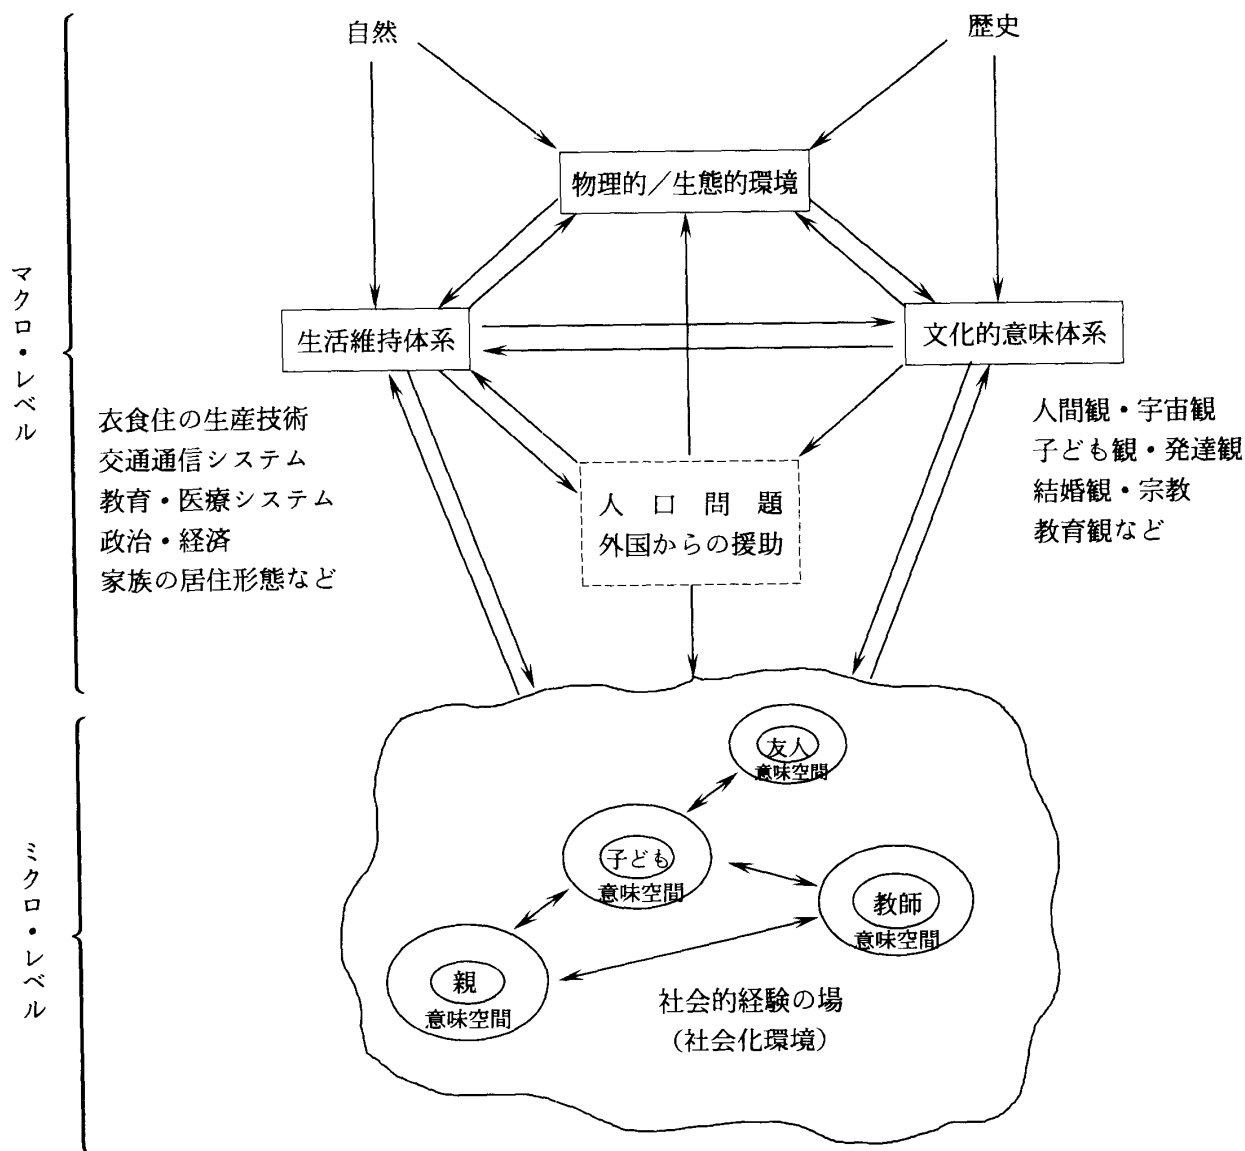 自然
歴史
物理的／生態的環境
生活維持体系
文化的意味体系
マクロ・レベル
衣食住の生産技術
交通通信システム
教育・医療システム
政治・経済
家族の居住形態など
人間観・宇宙観
子ども観・発達観
結婚観・宗教
教育観など
人口問題
外国からの援助
ミクロ・レベル
友人
意味空間
子ども
意味空間
教師
意味空間
親
意味空間
社会的経験の場
（社会化環境）